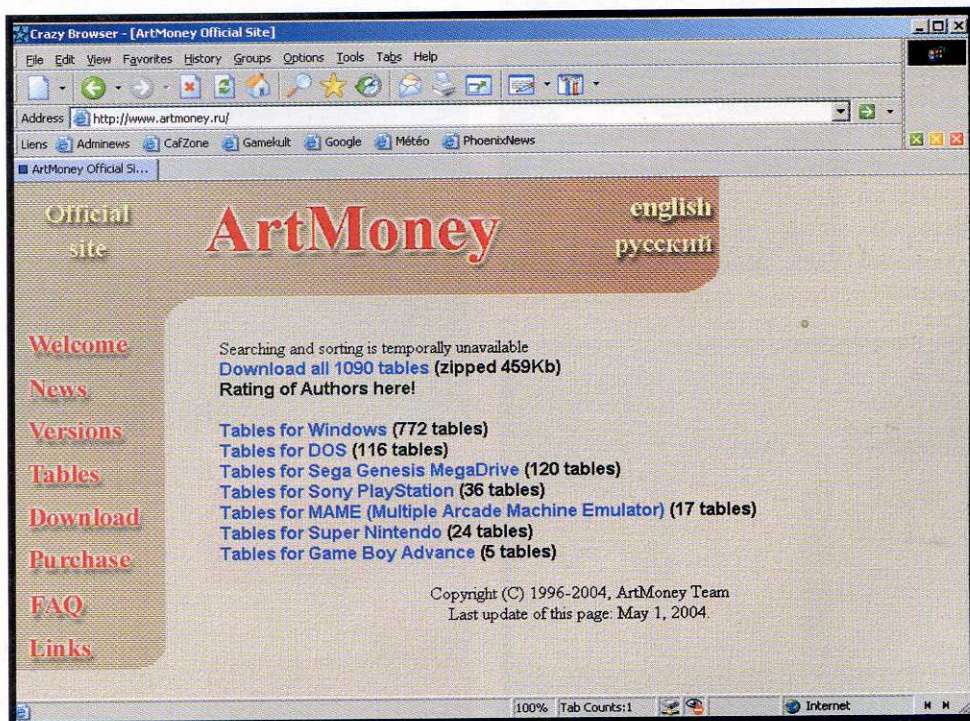 Crazy Browser - [ArtMoney Official Site]
File Edit View Favorites History Groups Options Tools Tabs Help
Address http://www.artmoney.ru/
Liens Adminews CafZone Gamekult Google Météo PhoenixNews
ArtMoney Official Si...
Official
site
ArtMoney
english
русский
Welcome
News
Versions
Tables
Download
Purchase
FAQ
Links
Searching and sorting is temporally unavailable
Download all 1090 tables (zipped 459Kb)
Rating of Authors here!
Tables for Windows (772 tables)
Tables for DOS (116 tables)
Tables for Sega Genesis MegaDrive (120 tables)
Tables for Sony PlayStation (36 tables)
Tables for MAME (Multiple Arcade Machine Emulator) (17 tables)
Tables for Super Nintendo (24 tables)
Tables for Game Boy Advance (5 tables)
Copyright (C) 1996-2004, ArtMoney Team
Last update of this page: May 1, 2004.
100% Tab Counts:1 Internet